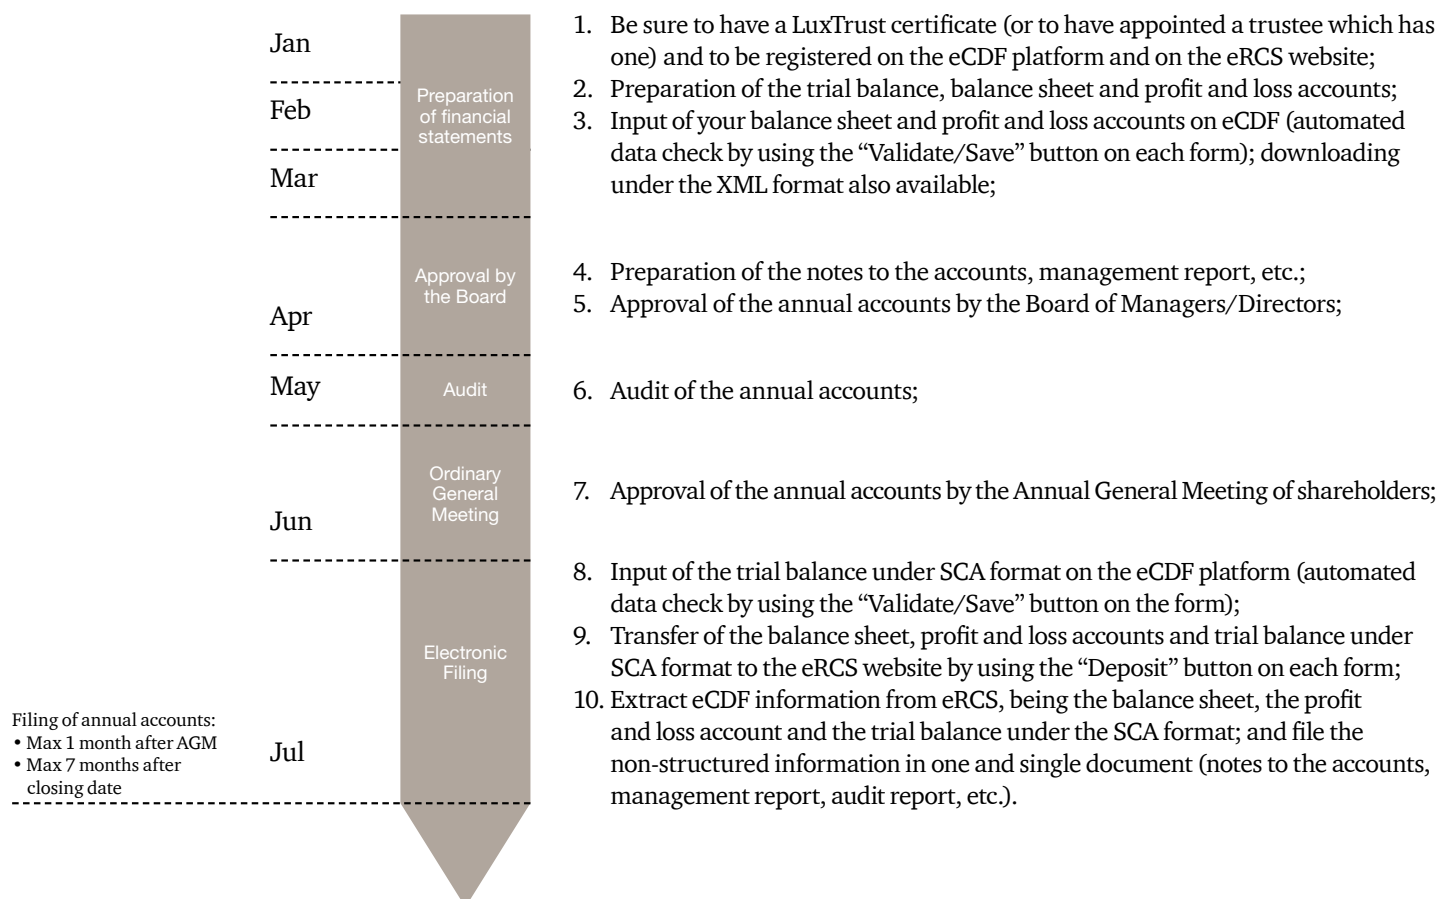 Jan
Feb
Mar
Apr
May
Jun
Jul
Filing of annual accounts:
• Max 1 month after AGM
• Max 7 months after
closing date
Preparation
of financial
statements
Approval by
the Board
Audit
Ordinary
General
Meeting
Electronic
Filing
1. Be sure to have a LuxTrust certificate (or to have appointed a trustee which has
one) and to be registered on the eCDF platform and on the eRCS website;
2. Preparation of the trial balance, balance sheet and profit and loss accounts;
3. Input of your balance sheet and profit and loss accounts on eCDF (automated
data check by using the “Validate/Save” button on each form); downloading
under the XML format also available;
4. Preparation of the notes to the accounts, management report, etc.;
5. Approval of the annual accounts by the Board of Managers/Directors;
6. Audit of the annual accounts;
7. Approval of the annual accounts by the Annual General Meeting of shareholders;
8. Input of the trial balance under SCA format on the eCDF platform (automated
data check by using the “Validate/Save” button on the form);
9. Transfer of the balance sheet, profit and loss accounts and trial balance under
SCA format to the eRCS website by using the “Deposit” button on each form;
10. Extract eCDF information from eRCS, being the balance sheet, the profit
and loss account and the trial balance under the SCA format; and file the
non-structured information in one and single document (notes to the accounts,
management report, audit report, etc.).